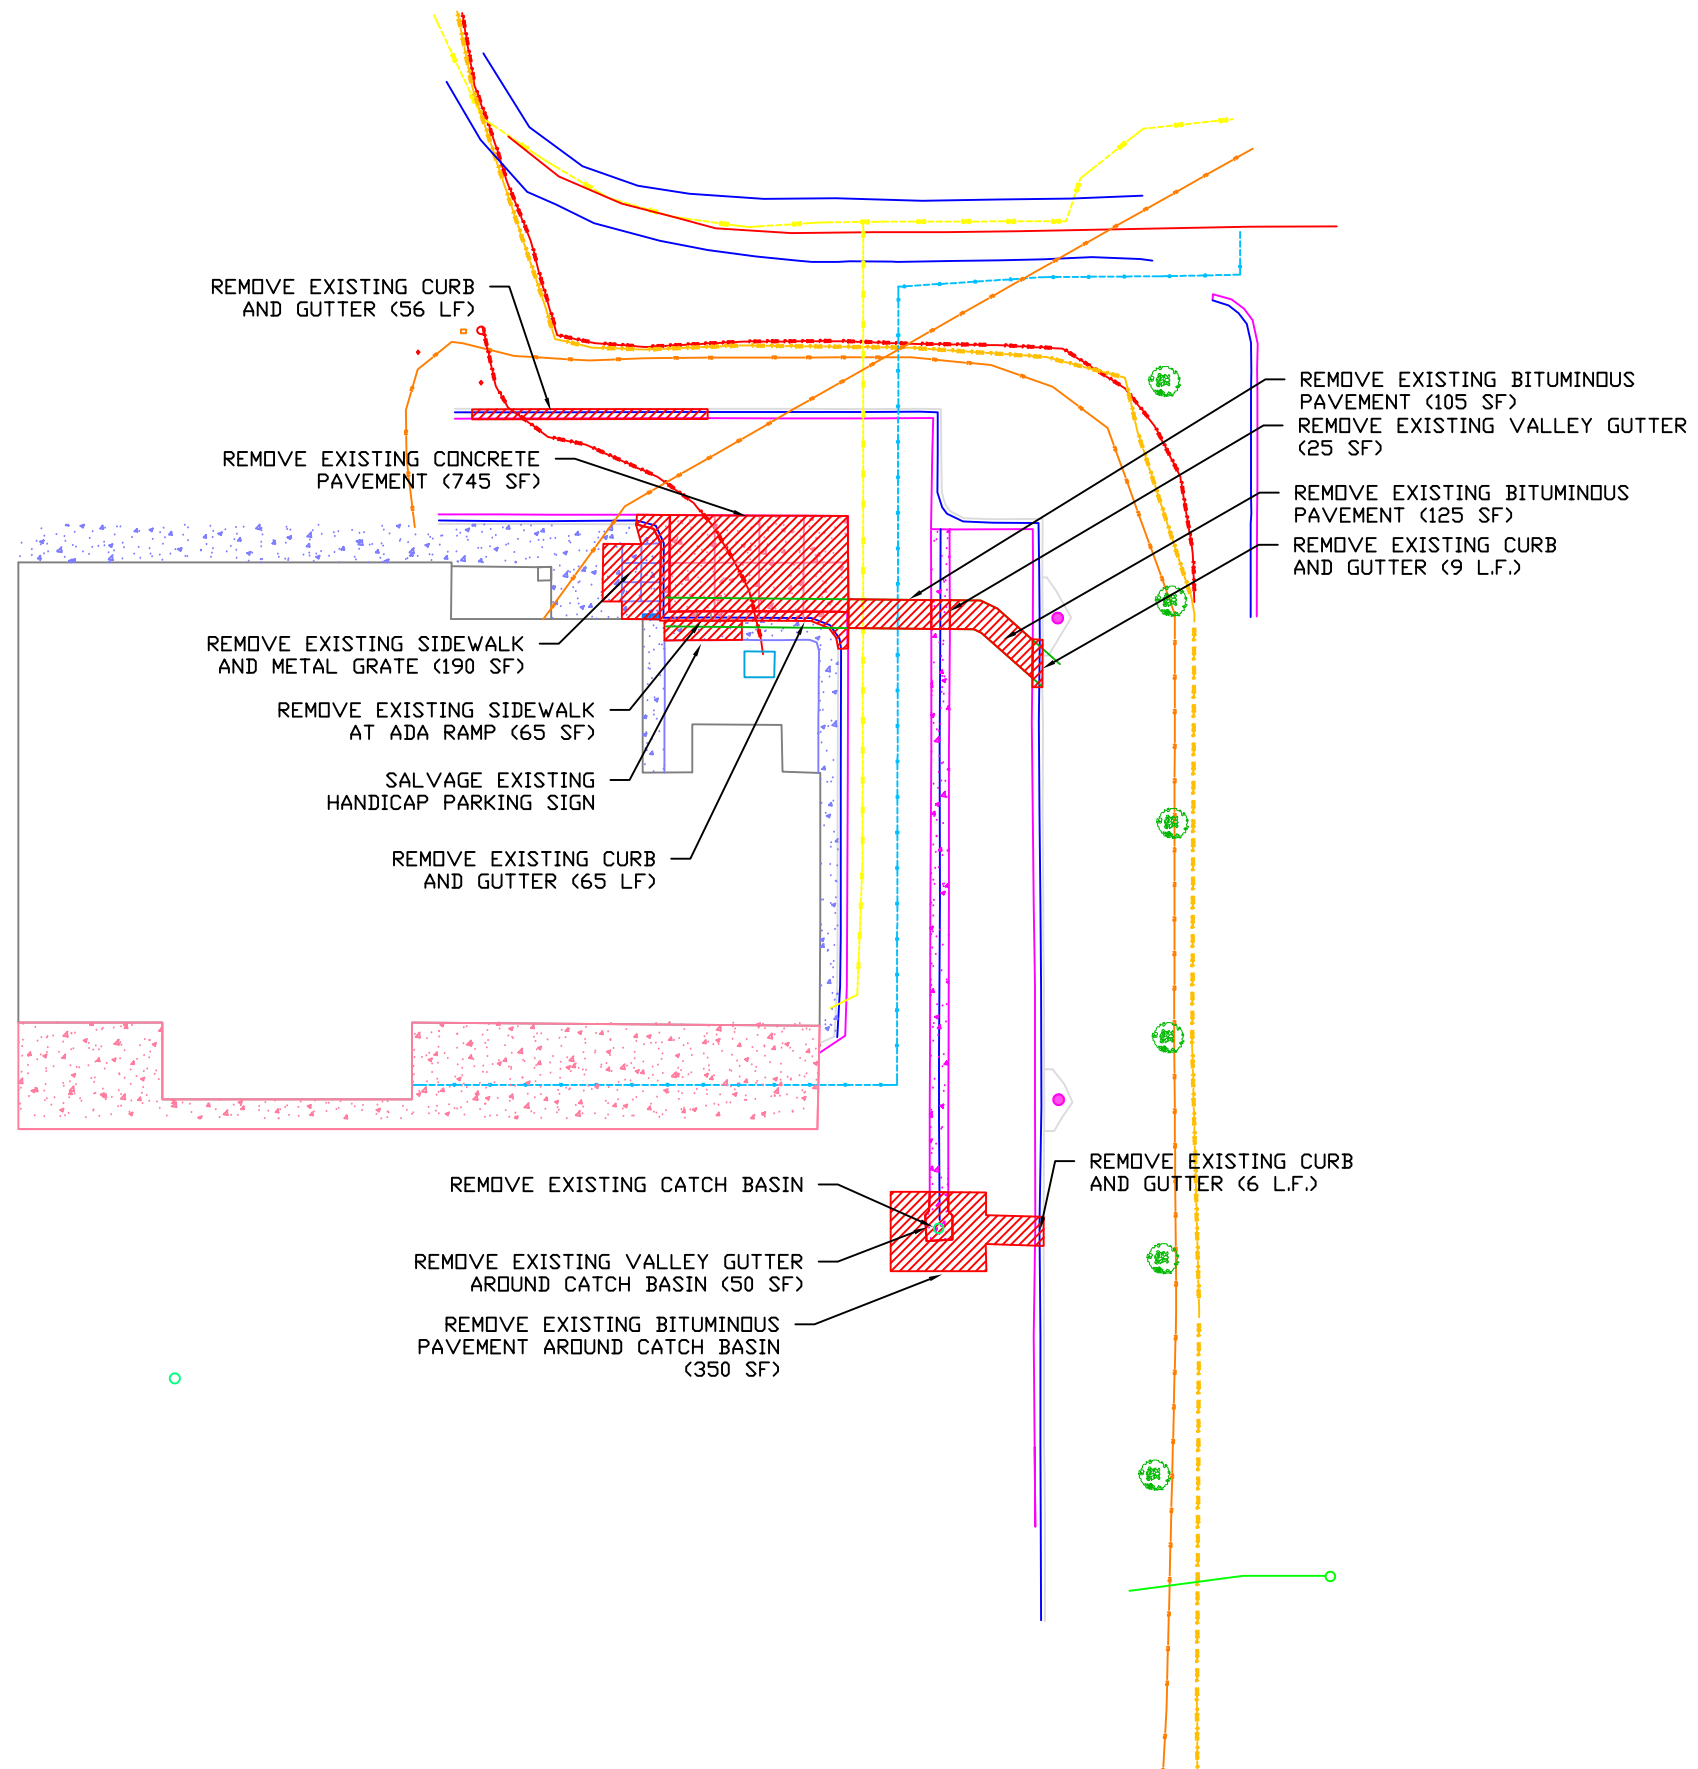 REMOVE EXISTING CURB
AND GUTTER (56 LF)
REMOVE EXISTING BITUMINOUS
PAVEMENT (105 SF)
REMOVE EXISTING VALLEY GUTTER
(25 SF)
REMOVE EXISTING CONCRETE
PAVEMENT (745 SF)
REMOVE EXISTING BITUMINOUS
PAVEMENT (125 SF)
REMOVE EXISTING CURB
AND GUTTER (9 L.F.)
REMOVE EXISTING SIDEWALK
AND METAL GRATE (190 SF)
REMOVE EXISTING SIDEWALK
AT ADA RAMP (65 SF)
SALVAGE EXISTING
HANDICAP PARKING SIGN
REMOVE EXISTING CURB
AND GUTTER (65 LF)
REMOVE EXISTING CURB
AND GUTTER (6 L.F.)
REMOVE EXISTING CATCH BASIN
REMOVE EXISTING VALLEY GUTTER
AROUND CATCH BASIN (50 SF)
REMOVE EXISTING BITUMINOUS
PAVEMENT AROUND CATCH BASIN
(350 SF)